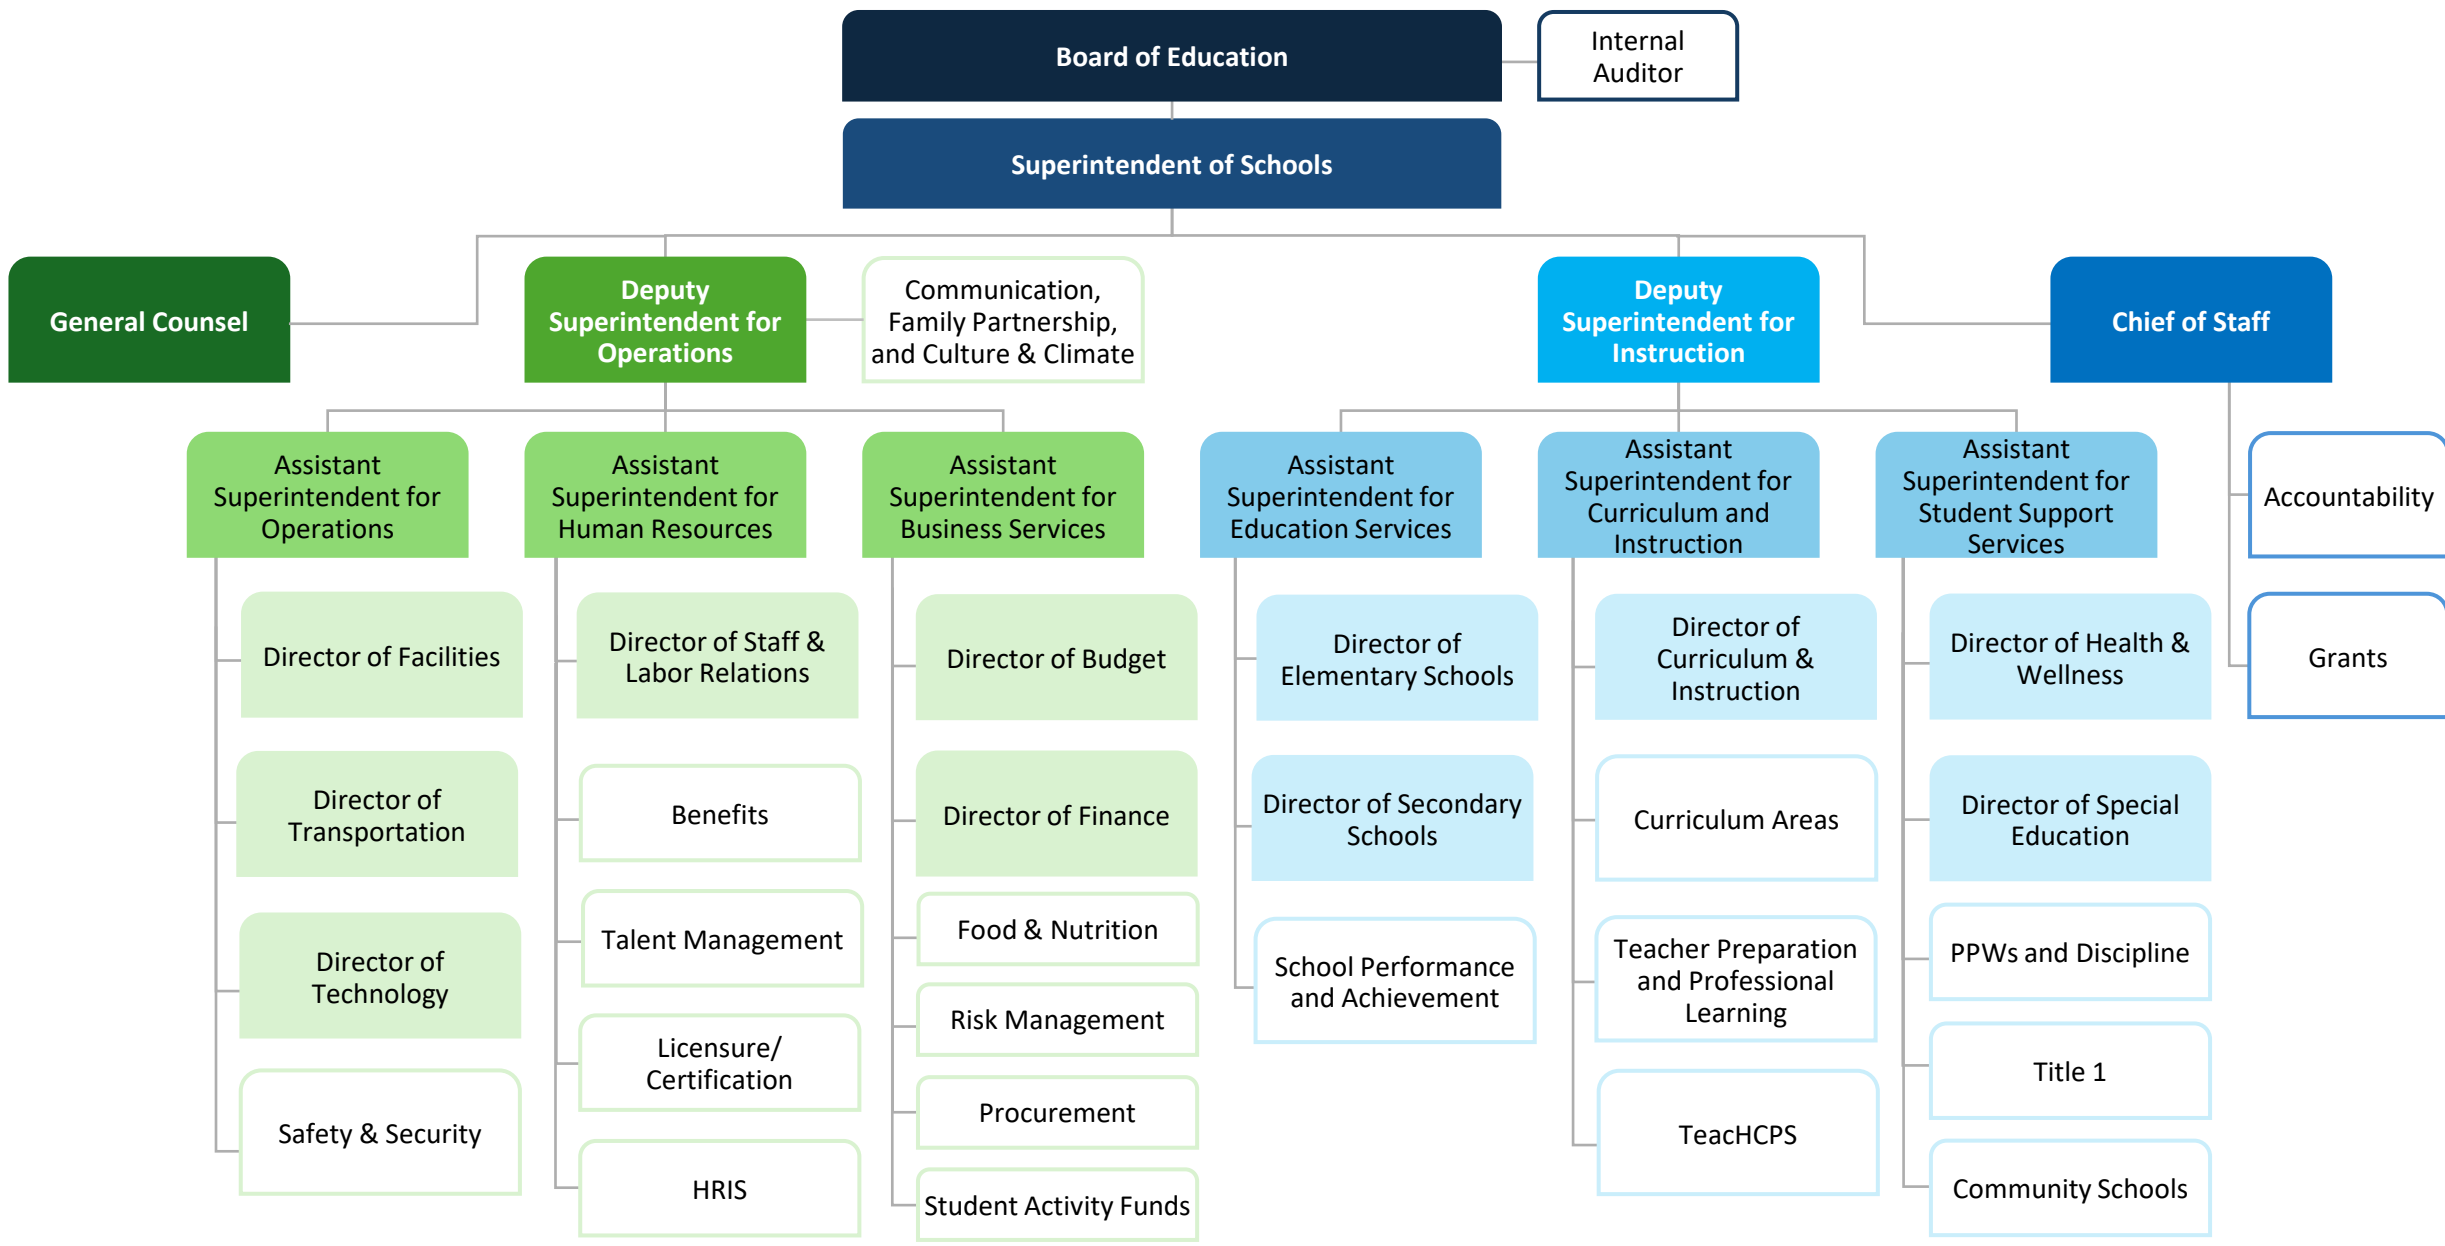 Board of Education
Internal
Auditor
Superintendent of Schools
General Counsel
Deputy
Superintendent for
Operations
Communication,
Family Partnership,
and Culture & Climate
Deputy
Superintendent for
Instruction
Chief of Staff
Assistant
Superintendent for
Operations
Assistant
Superintendent for
Human Resources
Assistant
Superintendent for
Business Services
Assistant
Superintendent for
Education Services
Assistant
Superintendent for
Curriculum and
Instruction
Assistant
Superintendent for
Student Support
Services
Accountability
Grants
Director of Facilities
Director of
Transportation
Director of
Technology
Safety & Security
Director of Staff &
Labor Relations
Benefits
Talent Management
Licensure/
Certification
HRIS
Director of Budget
Director of Finance
Food & Nutrition
Risk Management
Procurement
Student Activity Funds
Director of
Elementary Schools
Director of Secondary
Schools
School Performance
and Achievement
Director of
Curriculum &
Instruction
Curriculum Areas
Teacher Preparation
and Professional
Learning
TeacHCPS
Director of Health &
Wellness
Director of Special
Education
PPWs and Discipline
Title 1
Community Schools